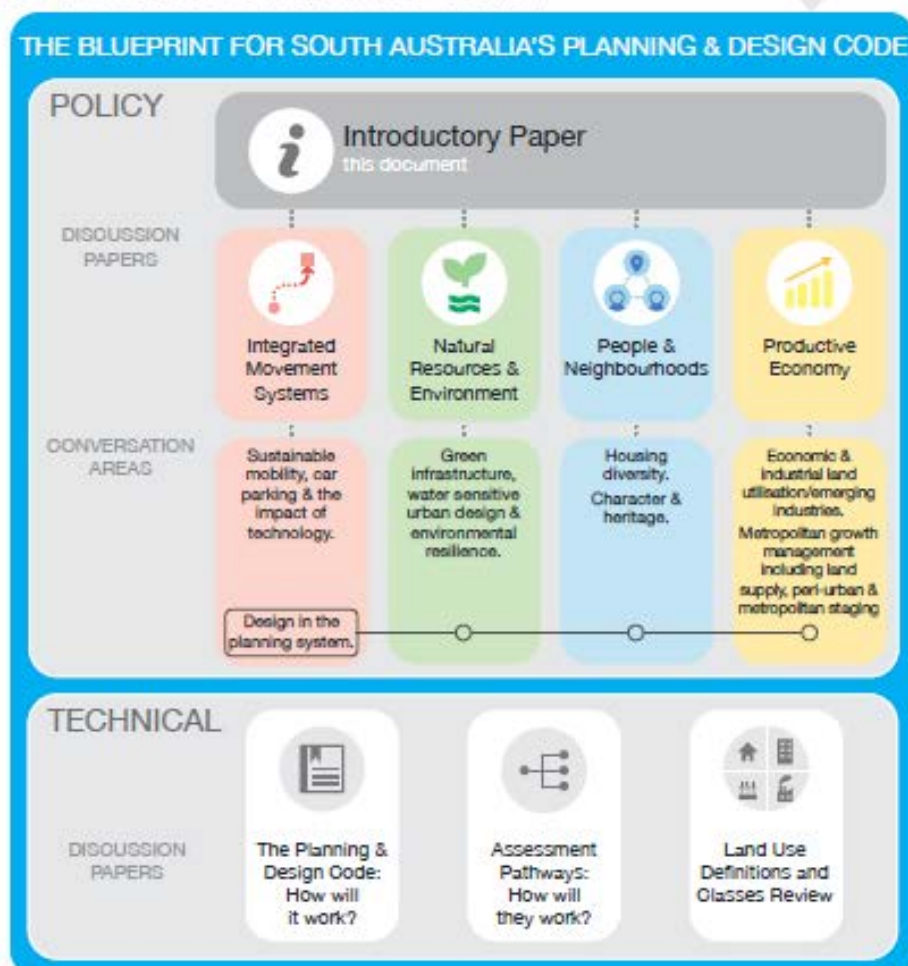 THE BLUEPRINT FOR SOUTH AUSTRALIA'S PLANNING & DESIGN CODE
POLICY
Introductory Paper
this document
DISCUSSION
PAPERS
Integrated
Movement
Systems
Natural
Resources &
Environment
People &
Neighbourhoods
Productive
Economy
CONVERSATION
AREAS
Sustainable
mobility, car
parking & the
impact of
technology.
Green
infrastructure,
water sensitive
urban design &
environmental
resilience.
Housing
diversity.
Character &
heritage.
Economic &
industrial land
utilisation/emerging
industries.
Metropolitan growth
management
including land
supply, peri-urban &
metropolitan staging
Design in the
planning system.
TECHNICAL
DISCUSSION
PAPERS
The Planning &
Design Code:
How will
it work?
Assessment
Pathways:
How will
they work?
Land Use
Definitions and
Classes Review